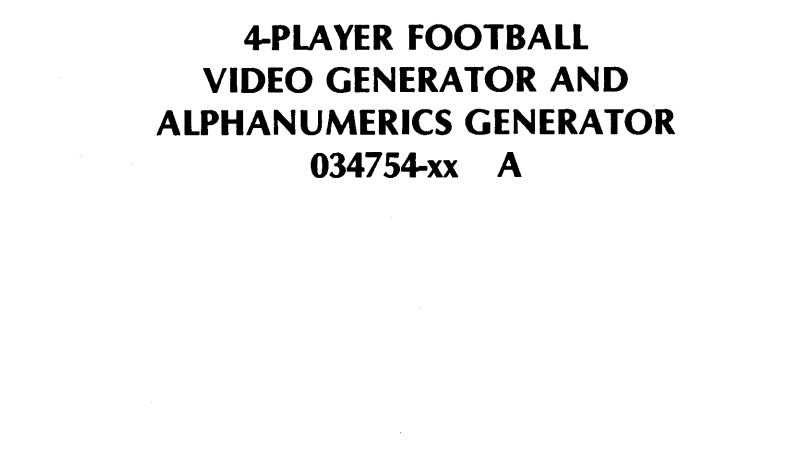 4-PLAYER FOOTBALL
VIDEO GENERATOR AND
ALPHANUMERICS GENERATOR
034754-xx A